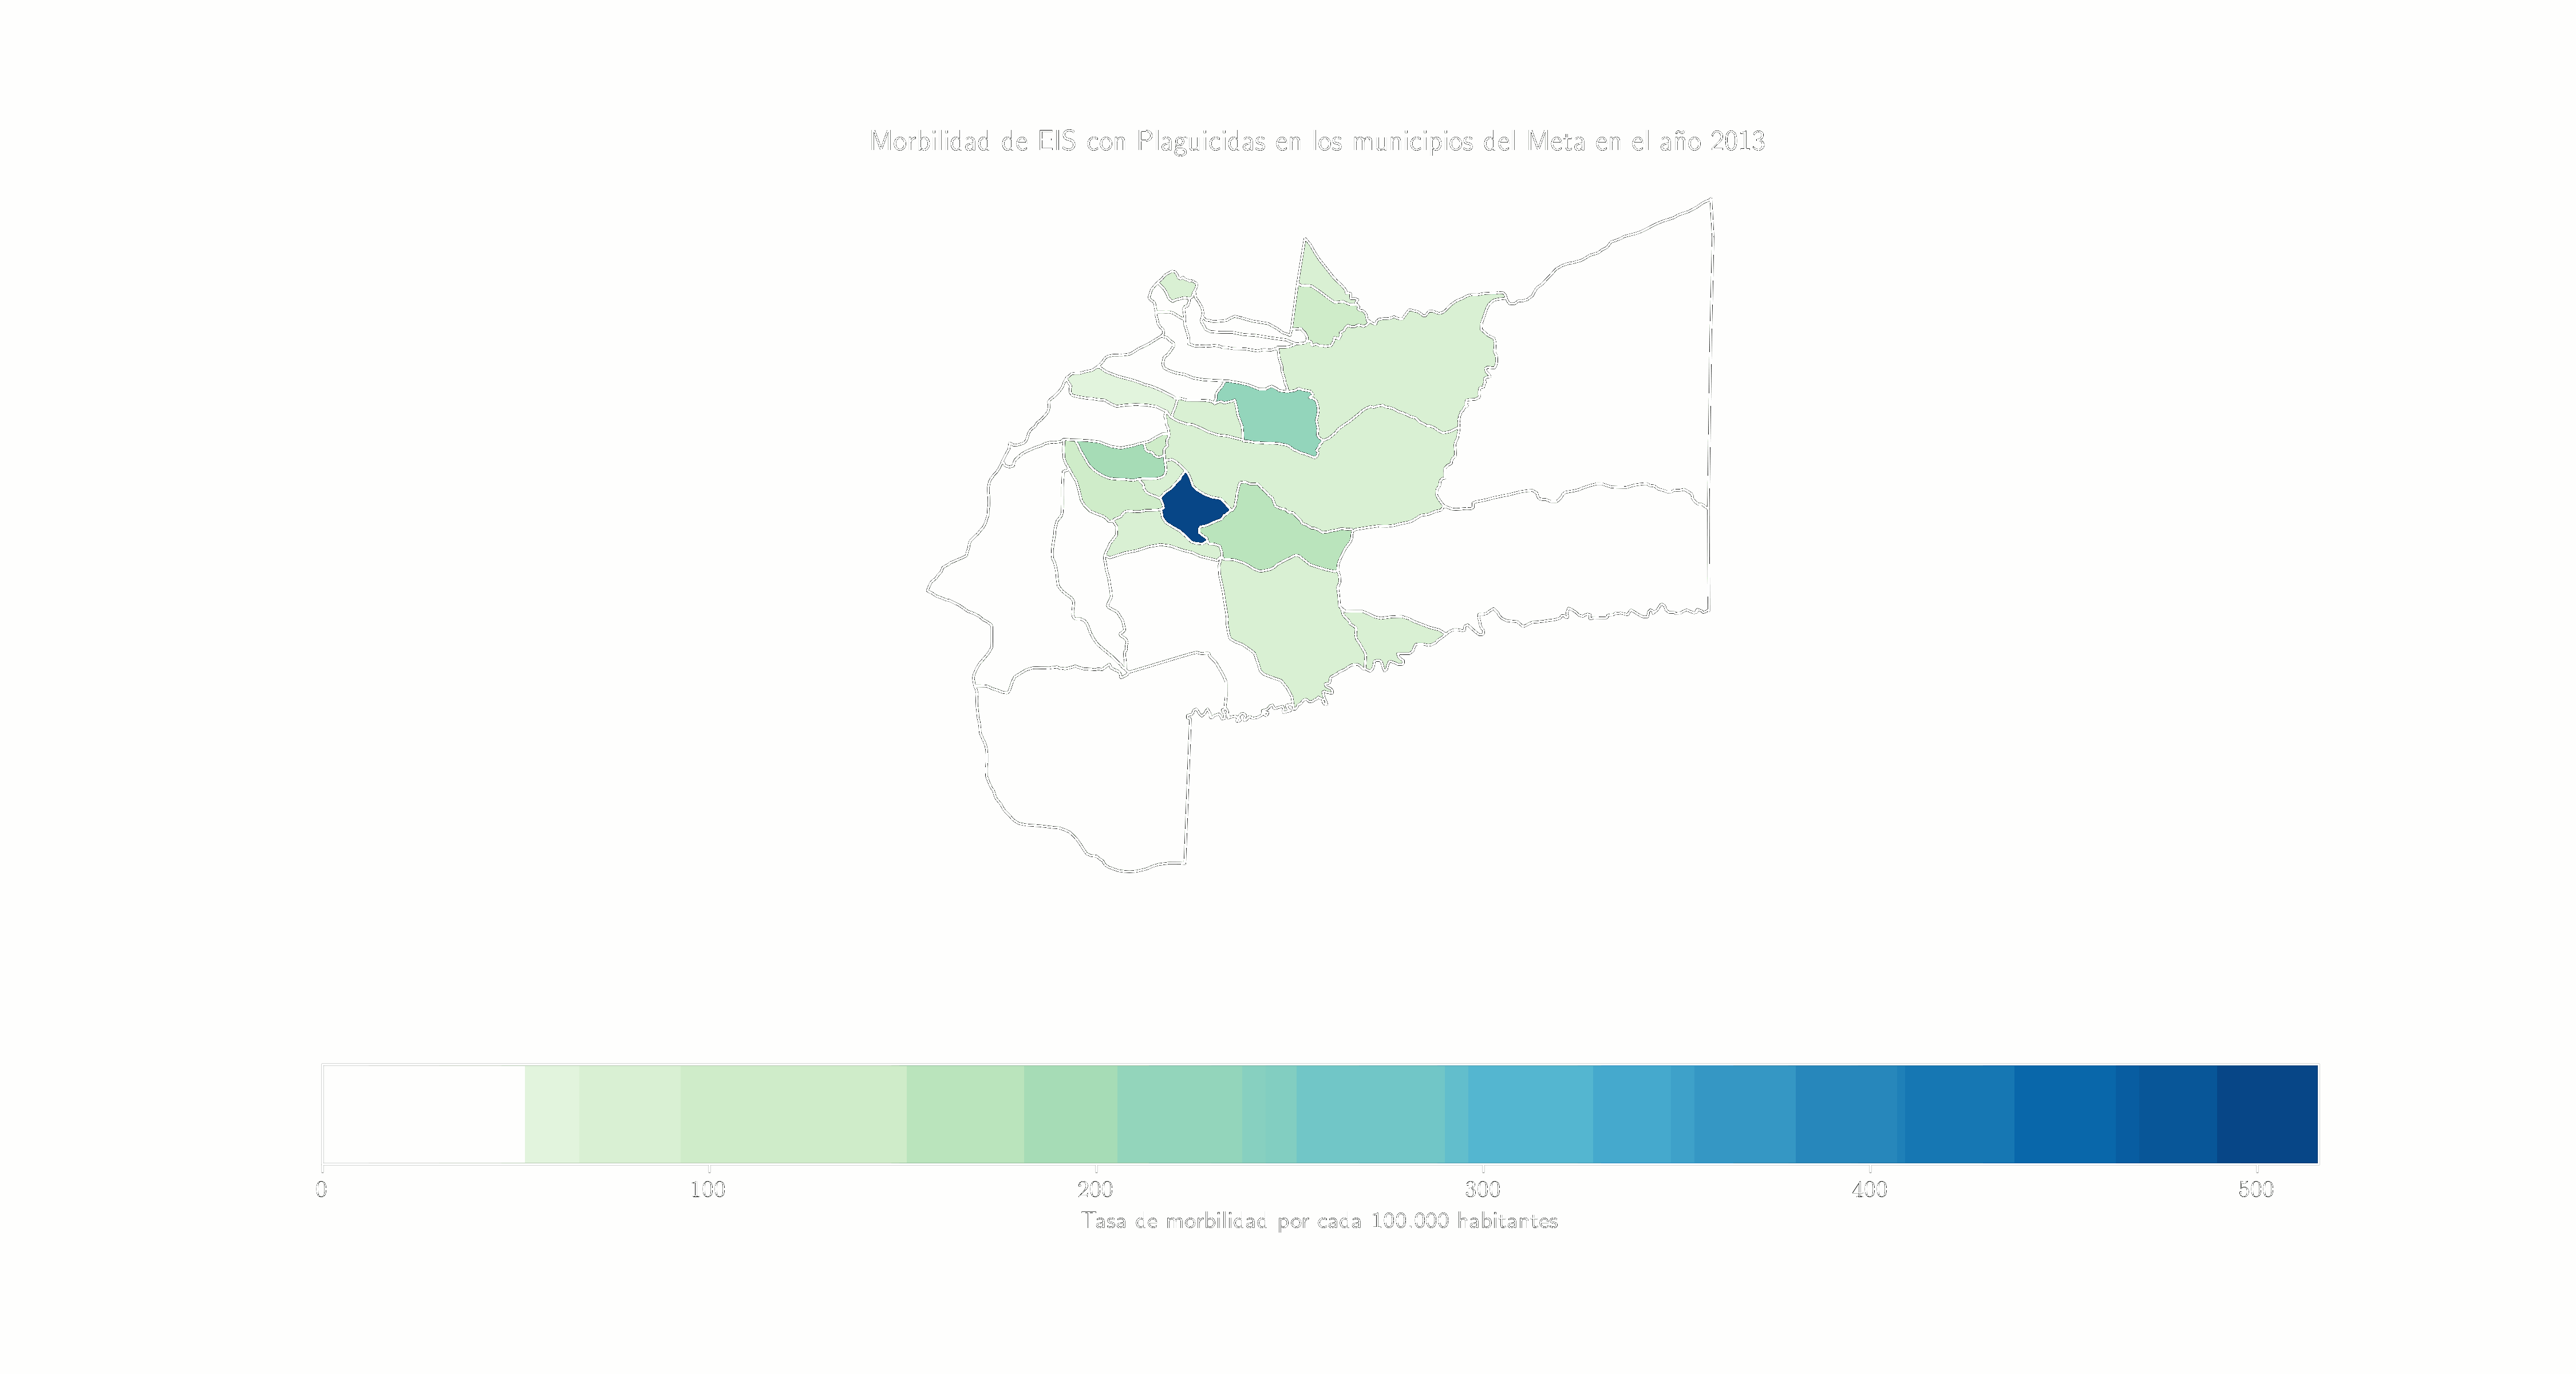 Morbilidad de EIS con Plaguicidas en los municipios del Meta en el año 2013
0 100 200 300 400 500
Tasa de morbilidad por cada 100.000 habitantes